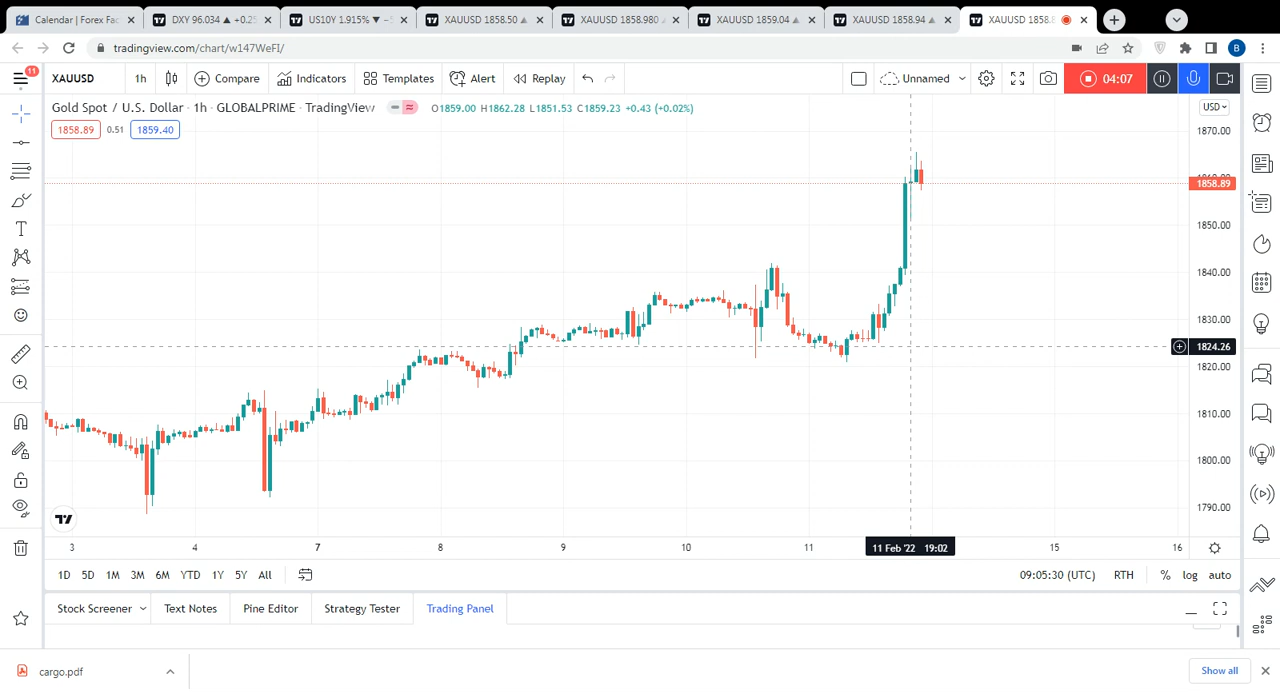 Calendar | Forex Fac
DXY 96.034 ▲ +0.25
US10Y 1.915% ▼ −
XAUUSD 1858.50 ▲
XAUUSD 1858.980
XAUUSD 1859.04 ▲
XAUUSD 1858.94 ▲
XAUUSD 1858.8
tradingview.com/chart/w147WeFI/
B
11
XAUUSD
1h
Compare
Indicators
Templates
Alert
Replay
Unnamed
04:07
Gold Spot / U.S. Dollar · 1h · GLOBALPRIME · TradingView
O1859.00 H1862.28 L1851.53 C1859.23 +0.43 (+0.02%)
USD
1858.89 0.51 1859.40
1870.00
1860.00
1858.89
1850.00
1840.00
1830.00
1824.26
1820.00
1810.00
1800.00
1790.00
3 4 7 8 9 10 11 11 Feb '22 19:02 15 16
1D 5D 1M 3M 6M YTD 1Y 5Y All
09:05:30 (UTC) RTH % log auto
Stock Screener Text Notes Pine Editor Strategy Tester Trading Panel
cargo.pdf
Show all